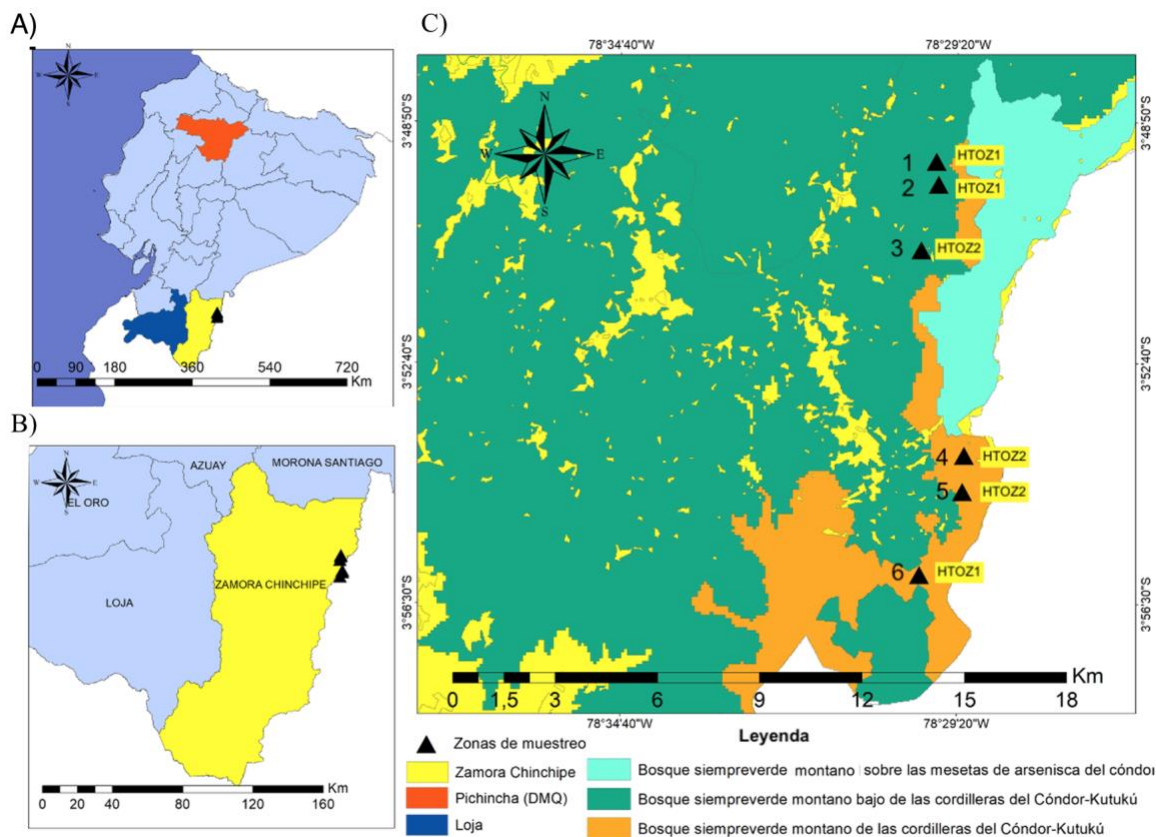 A)
N
W E
S
0 90 180 360 540 720
Km
B)
N
W E
S
AZUAY
MORONA SANTIAGO
EL ORO
ZAMORA CHINCHIPE
LOJA
Km
0 20 40 80 120 160
C)
78°34'40"W
78°29'20"W
3°48'50"S
3°52'40"S
3°56'30"S
3°48'50"S
3°52'40"S
3°56'30"S
N
W E
S
1 HTOZ1
2 HTOZ1
3 HTOZ2
4 HTOZ2
5 HTOZ2
6 HTOZ1
Km
0 1,5 3 6 9 12 15 18
78°34'40"W
78°29'20"W
Leyenda
Zonas de muestreo
Zamora Chinchipe
Pichincha (DMQ)
Loja
Bosque siempreverde montano sobre las mesetas de arsenisca del cóndor
Bosque siempreverde montano bajo de las cordilleras del Cóndor-Kutukú
Bosque siempreverde montano de las cordilleras del Cóndor-Kutukú